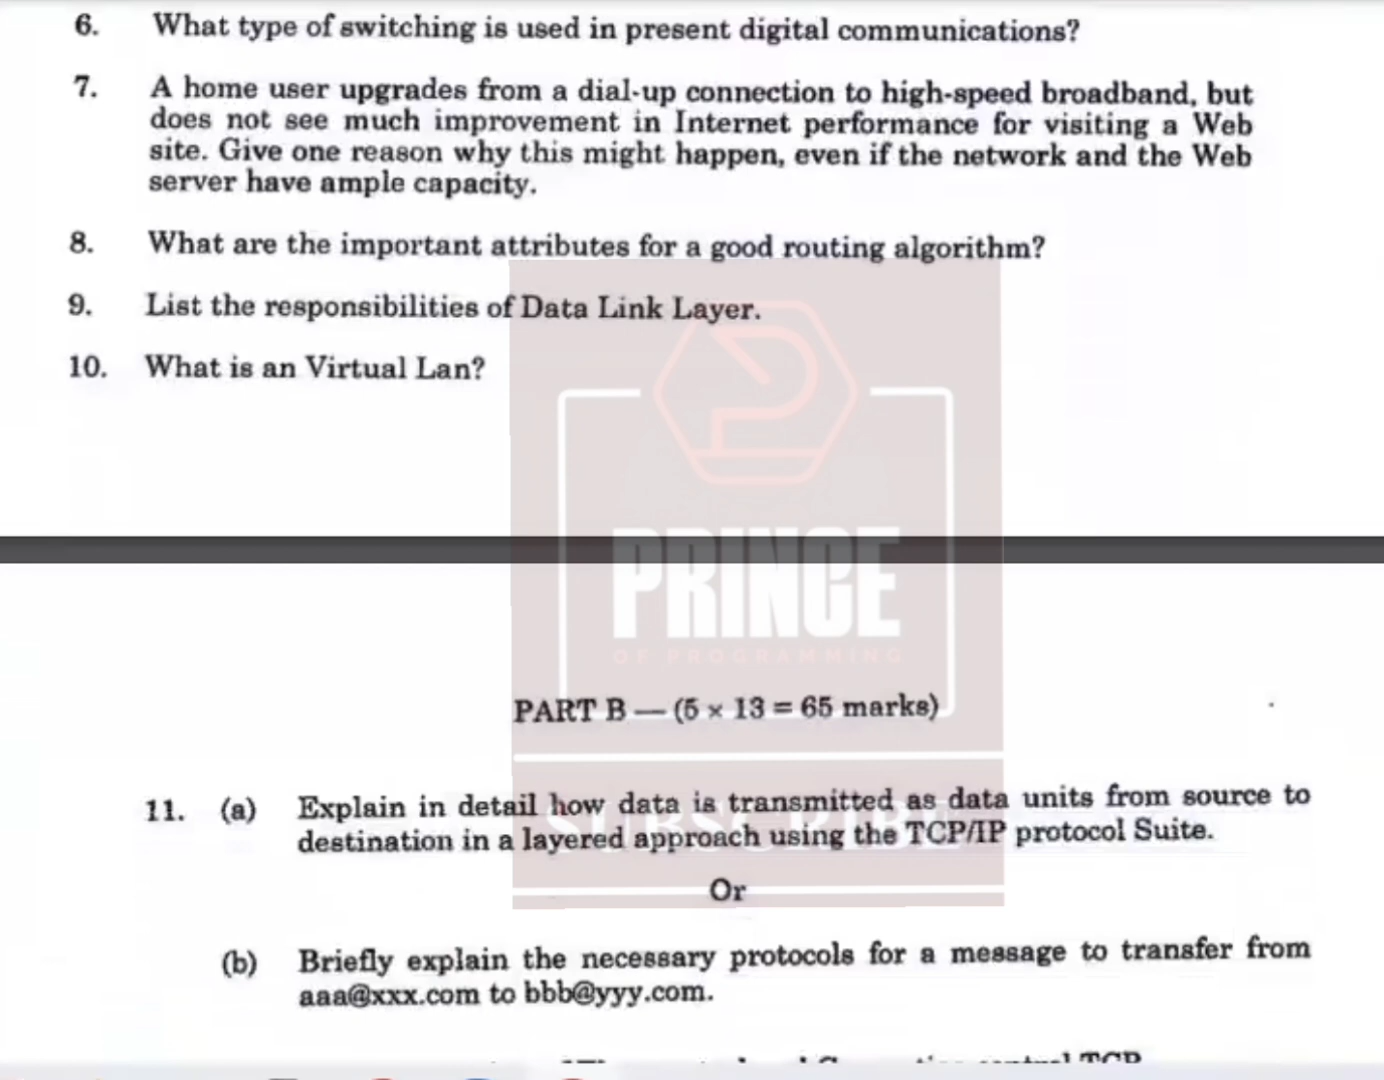 6. What type of switching is used in present digital communications?
7. A home user upgrades from a dial-up connection to high-speed broadband, but
does not see much improvement in Internet performance for visiting a Web
site. Give one reason why this might happen, even if the network and the Web
server have ample capacity.
8. What are the important attributes for a good routing algorithm?
9. List the responsibilities of Data Link Layer.
10. What is an Virtual Lan?
PRINCE
OF PROGRAMMING
PART B — (5 × 13 = 65 marks)
11. (a) Explain in detail how data is transmitted as data units from source to
destination in a layered approach using the TCP/IP protocol Suite.
SUBSCRIBE
Or
(b) Briefly explain the necessary protocols for a message to transfer from
aaa@xxx.com to bbb@yyy.com.
TCP